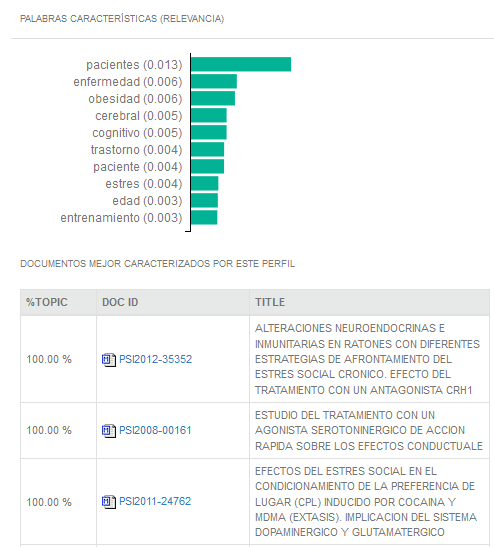 PALABRAS CARACTERÍSTICAS (RELEVANCIA)
pacientes (0.013)
enfermedad (0.006)
obesidad (0.006)
cerebral (0.005)
cognitivo (0.005)
trastorno (0.004)
paciente (0.004)
estres (0.004)
edad (0.003)
entrenamiento (0.003)
DOCUMENTOS MEJOR CARACTERIZADOS POR ESTE PERFIL
%TOPIC DOC ID TITLE
ALTERACIONES NEUROENDOCRINAS E
INMUNITARIAS EN RATONES CON DIFERENTES
100.00 % PSI2012-35352 ESTRATEGIAS DE AFRONTAMIENTO DEL
ESTRES SOCIAL CRONICO. EFECTO DEL
TRATAMIENTO CON UN ANTAGONISTA CRH1
ESTUDIO DEL TRATAMIENTO CON UN
100.00 % PSI2008-00161 AGONISTA SEROTONINERGICO DE ACCION
RAPIDA SOBRE LOS EFECTOS CONDUCTUALE
EFECTOS DEL ESTRES SOCIAL EN EL
CONDICIONAMIENTO DE LA PREFERENCIA DE
100.00 % PSI2011-24762 LUGAR (CPL) INDUCIDO POR COCAINA Y
MDMA (EXTASIS). IMPLICACION DEL SISTEMA
DOPAMINERGICO Y GLUTAMATERGICO